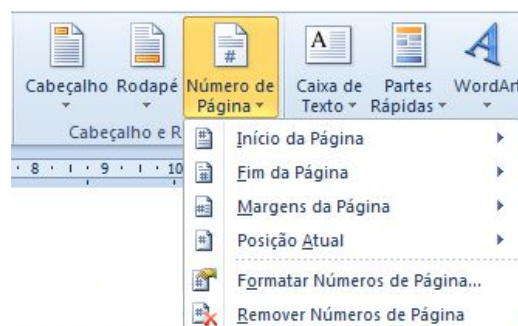 Cabeçalho Rodapé Número de Página Caixa de Texto Partes Rápidas WordArt
Cabeçalho e R
Início da Página
8 9 10
Fim da Página
Margens da Página
Posição Atual
Formatar Números de Página...
Remover Números de Página